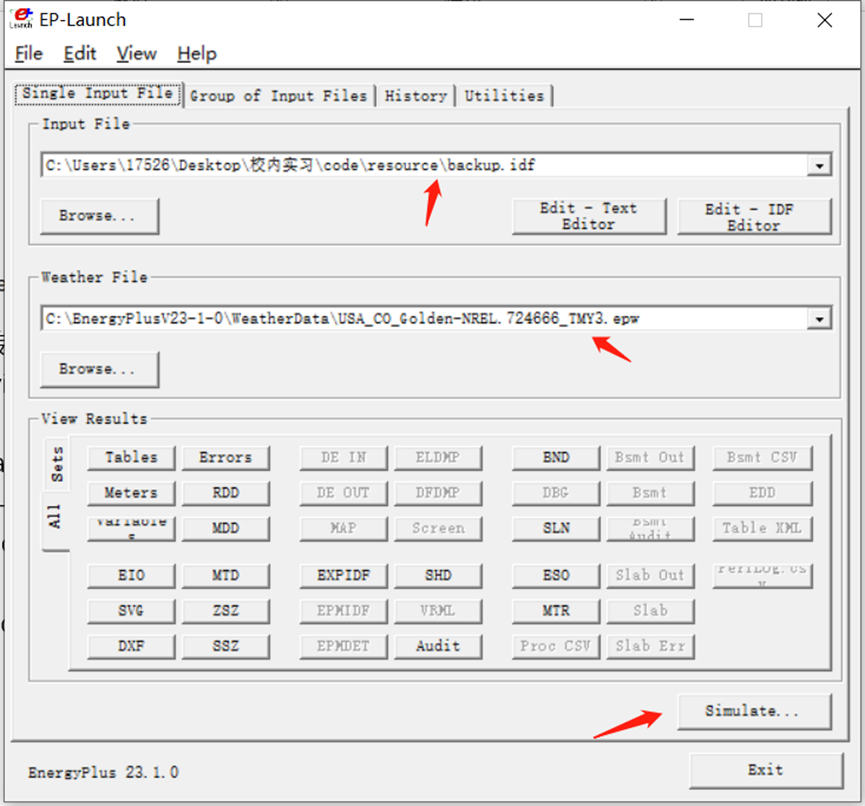 EP-Launch
File Edit View Help
Single Input File Group of Input Files History Utilities
Input File
C:\Users\17526\Desktop\校内实习\code\resource\backup.idf
Browse... Edit - Text Editor Edit - IDF Editor
Weather File
C:\EnergyPlusV23-1-0\WeatherData\USA_CO_Golden-NREL.724666_TMY3.epw
Browse...
View Results
Sets
All
Tables Errors DE IN ELDMP BND Bsmt Out Bsmt CSV
Meters RDD DE OUT DFDMP DBG Bsmt EDD
Variables MDD MAP Screen SLN Bsmt Audit Table XML
EIO MTD EXPIDF SHD ESO Slab Out
SVG ZSZ EPMIDF VRML MTR Slab
DXF SSZ EPMDET Audit Proc CSV Slab Err
Simulate...
EnergyPlus 23.1.0 Exit